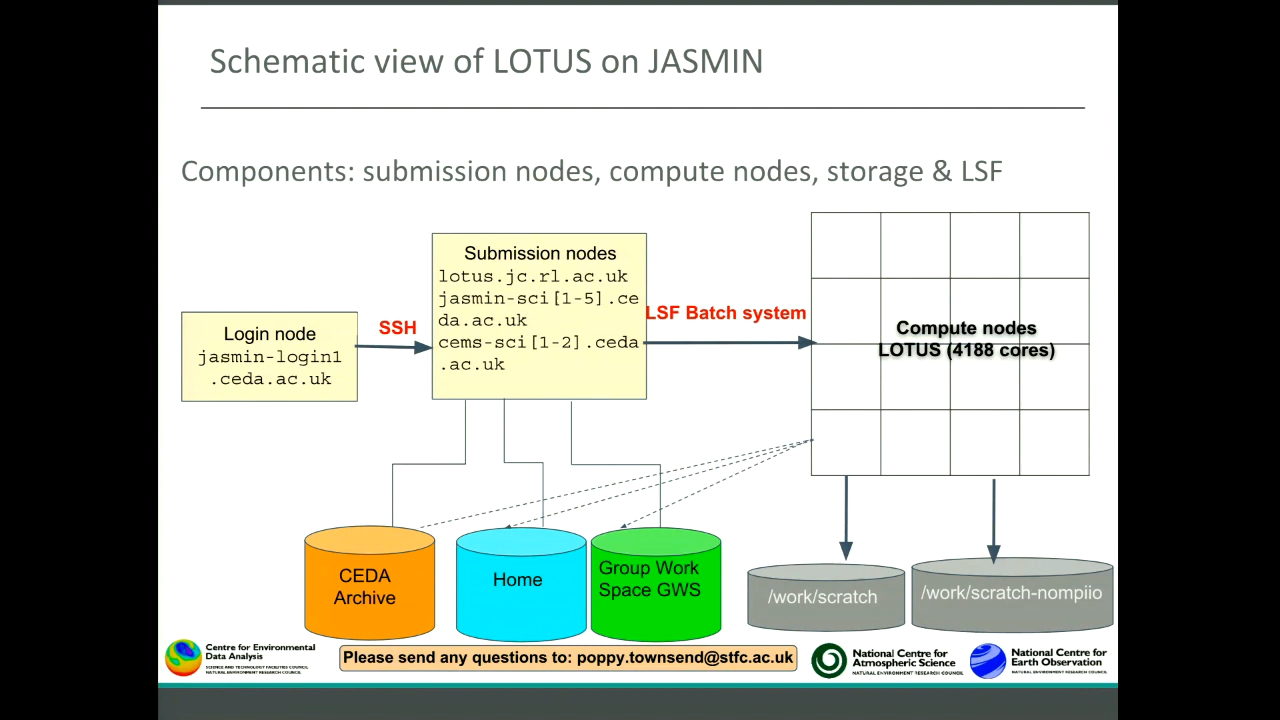 Schematic view of LOTUS on JASMIN
Components: submission nodes, compute nodes, storage & LSF
Login node
jasmin-login1
.ceda.ac.uk
SSH
Submission nodes
lotus.jc.rl.ac.uk
jasmin-sci[1-5].ce
da.ac.uk
cems-sci[1-2].ceda
.ac.uk
LSF Batch system
Compute nodes
LOTUS (4188 cores)
CEDA
Archive
Home
Group Work
Space GWS
/work/scratch
/work/scratch-nompiio
Centre for Environmental
Data Analysis
SCIENCE AND TECHNOLOGY FACILITIES COUNCIL
NATURAL ENVIRONMENT RESEARCH COUNCIL
Please send any questions to: poppy.townsend@stfc.ac.uk
National Centre for
Atmospheric Science
NATURAL ENVIRONMENT RESEARCH COUNCIL
National Centre for
Earth Observation
NATURAL ENVIRONMENT RESEARCH COUNCIL